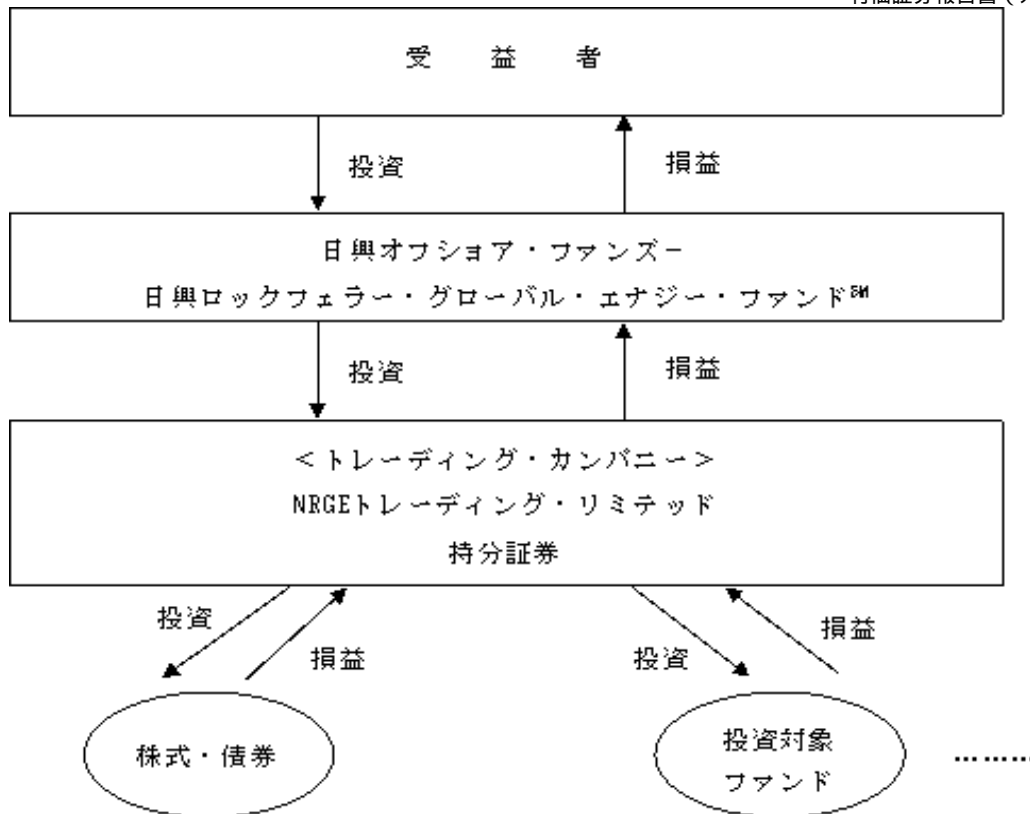 受 益 者
投資 損益
日興オフショア・ファンズ－
日興ロックフェラー・グローバル・エナジー・ファンド℠
投資 損益
＜トレーディング・カンパニー＞
NRGEトレーディング・リミテッド
持分証券
投資 損益 投資 損益
株式・債券
投資対象
ファンド
………